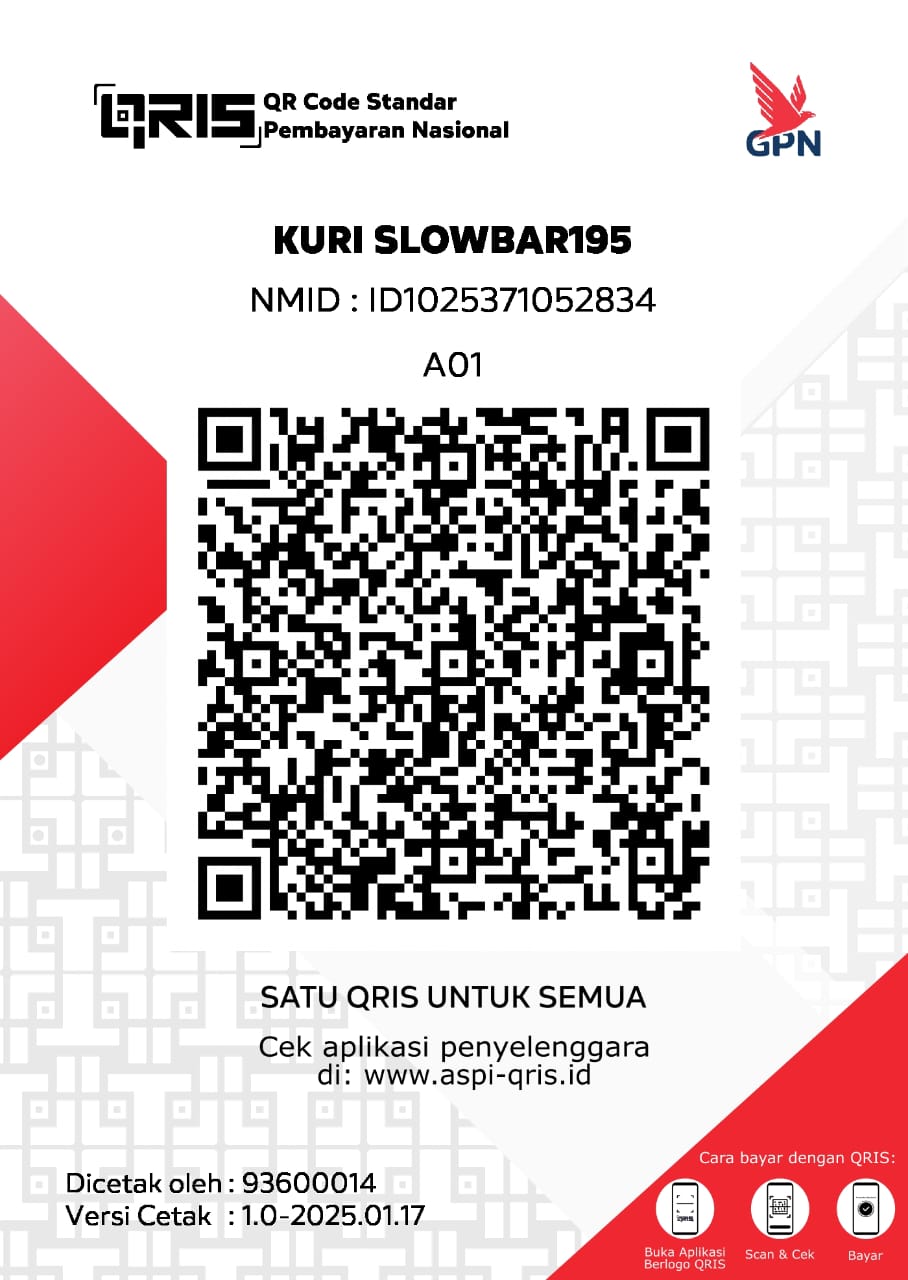 QRIS QR Code Standar
Pembayaran Nasional
GPN
KURI SLOWBAR195
NMID : ID1025371052834
A01
SATU QRIS UNTUK SEMUA
Cek aplikasi penyelenggara
di: www.aspi-qris.id
Dicetak oleh : 93600014
Versi Cetak : 1.0-2025.01.17
Cara bayar dengan QRIS:
Buka Aplikasi
Berlogo QRIS
Scan & Cek
Bayar